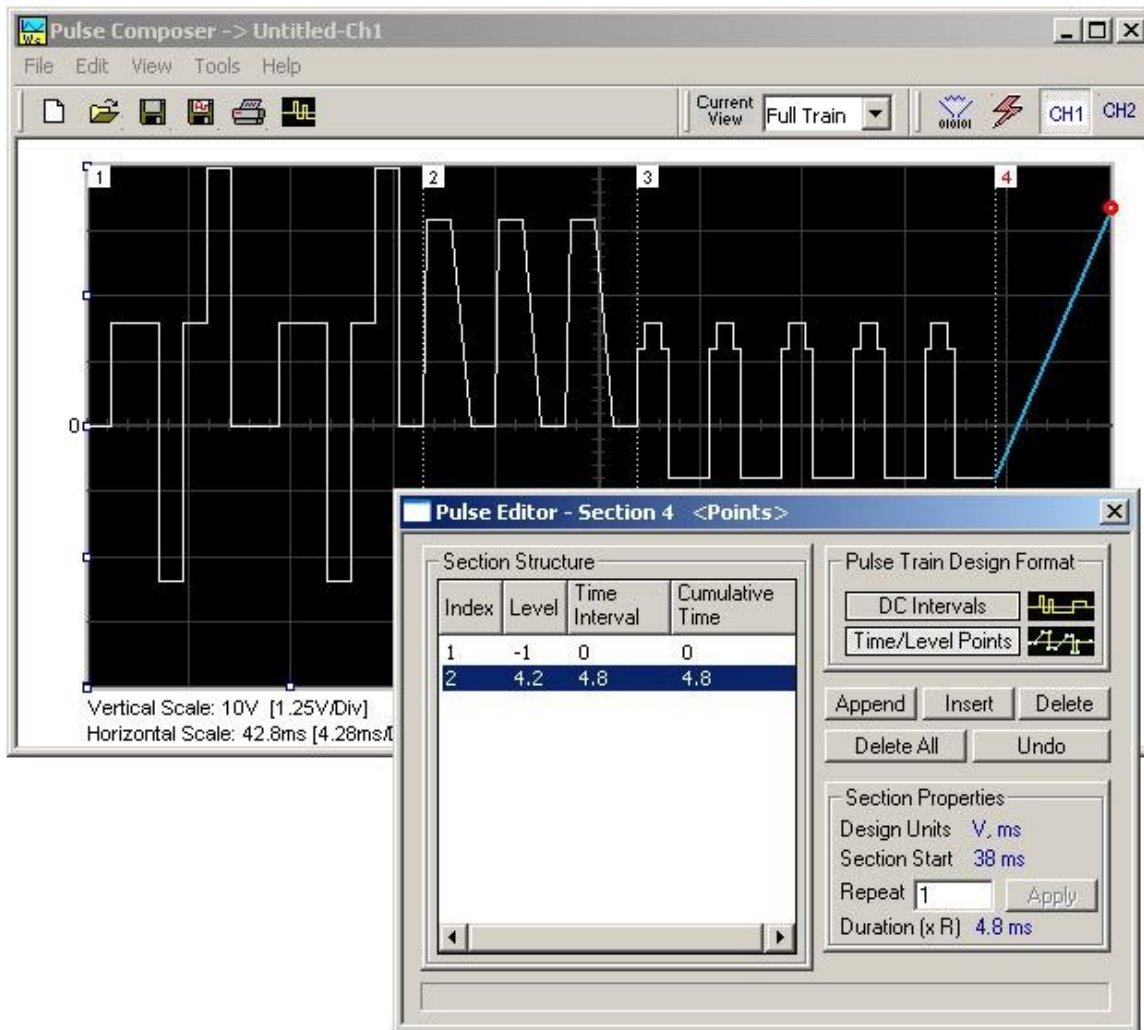 Pulse Composer -> Untitled-Ch1
File Edit View Tools Help
Current View Full Train CH1 CH2
1 2 3 4
0
Vertical Scale: 10V [1.25V/Div]
Horizontal Scale: 42.8ms [4.28ms/
Pulse Editor - Section 4 <Points>
Section Structure
Index Level Time Interval Cumulative Time
1 -1 0 0
2 4.2 4.8 4.8
Pulse Train Design Format
DC Intervals
Time/Level Points
Append Insert Delete
Delete All Undo
Section Properties
Design Units V, ms
Section Start 38 ms
Repeat 1 Apply
Duration (x R) 4.8 ms